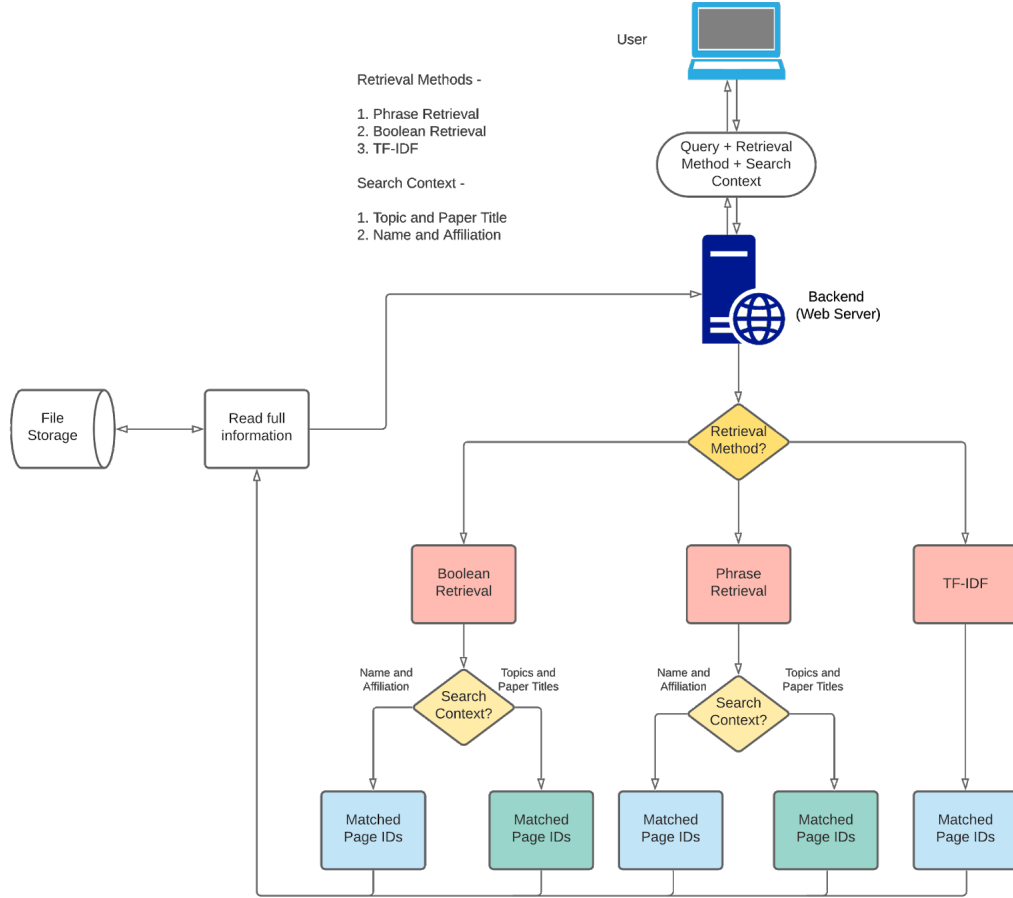 User
Retrieval Methods -
1. Phrase Retrieval
2. Boolean Retrieval
3. TF-IDF
Search Context -
1. Topic and Paper Title
2. Name and Affiliation
Query + Retrieval
Method + Search
Context
Backend
(Web Server)
File
Storage
Read full
information
Retrieval
Method?
Boolean
Retrieval
Phrase
Retrieval
TF-IDF
Name and
Affiliation
Topics and
Paper Titles
Search
Context?
Name and
Affiliation
Topics and
Paper Titles
Search
Context?
Matched
Page IDs
Matched
Page IDs
Matched
Page IDs
Matched
Page IDs
Matched
Page IDs